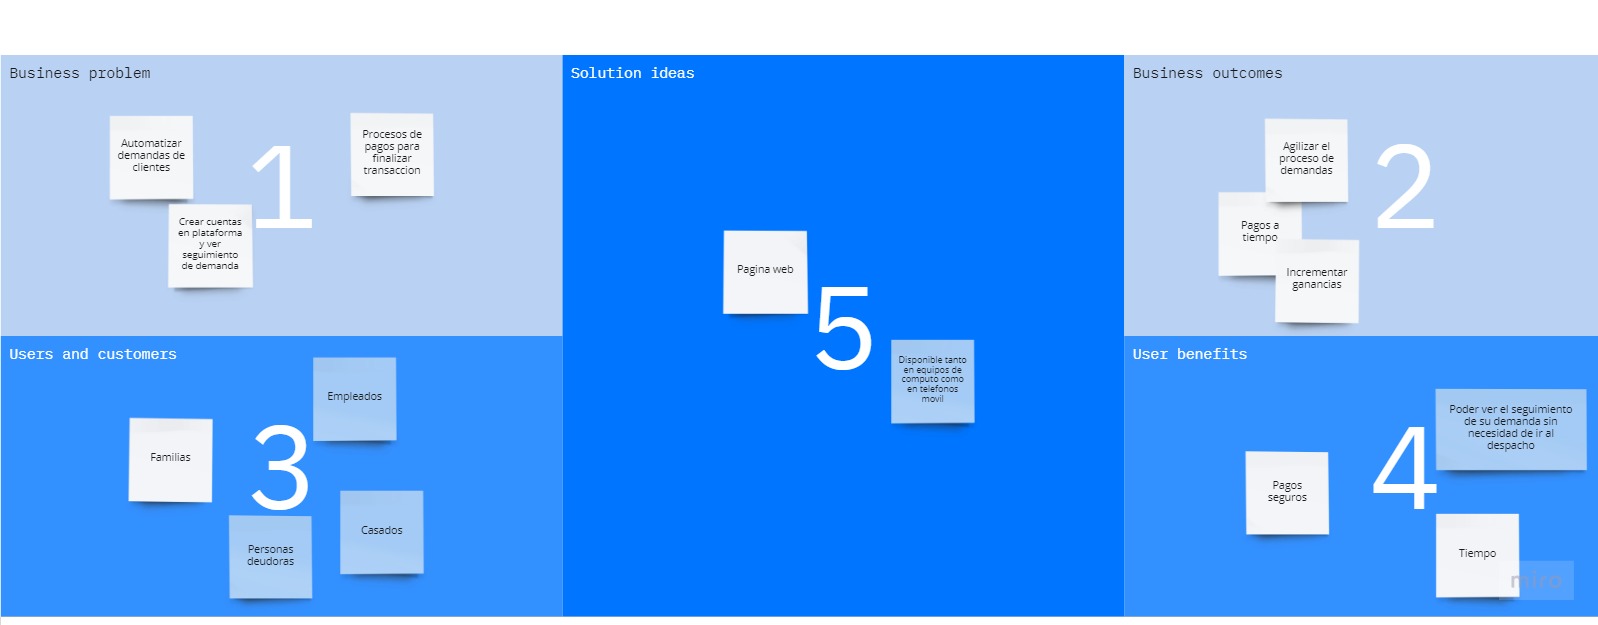 Business problem
Automatizar
demandas de
clientes
1
Procesos de
pagos para
finalizar
transaccion
Crear cuentas
en plataforma
y ver
seguimiento
de demanda
Users and customers
Empleados
Familias
3
Casados
Personas
deudoras
Solution ideas
Pagina web
5
Disponible tanto
en equipos de
computo como
en telefonos
movil
Business outcomes
Agilizar el
proceso de
demandas
2
Pagos a
tiempo
Incrementar
ganancias
User benefits
Poder ver el seguimiento
de su demanda sin
necesidad de ir al
despacho
4
Pagos
seguros
Tiempo
miro